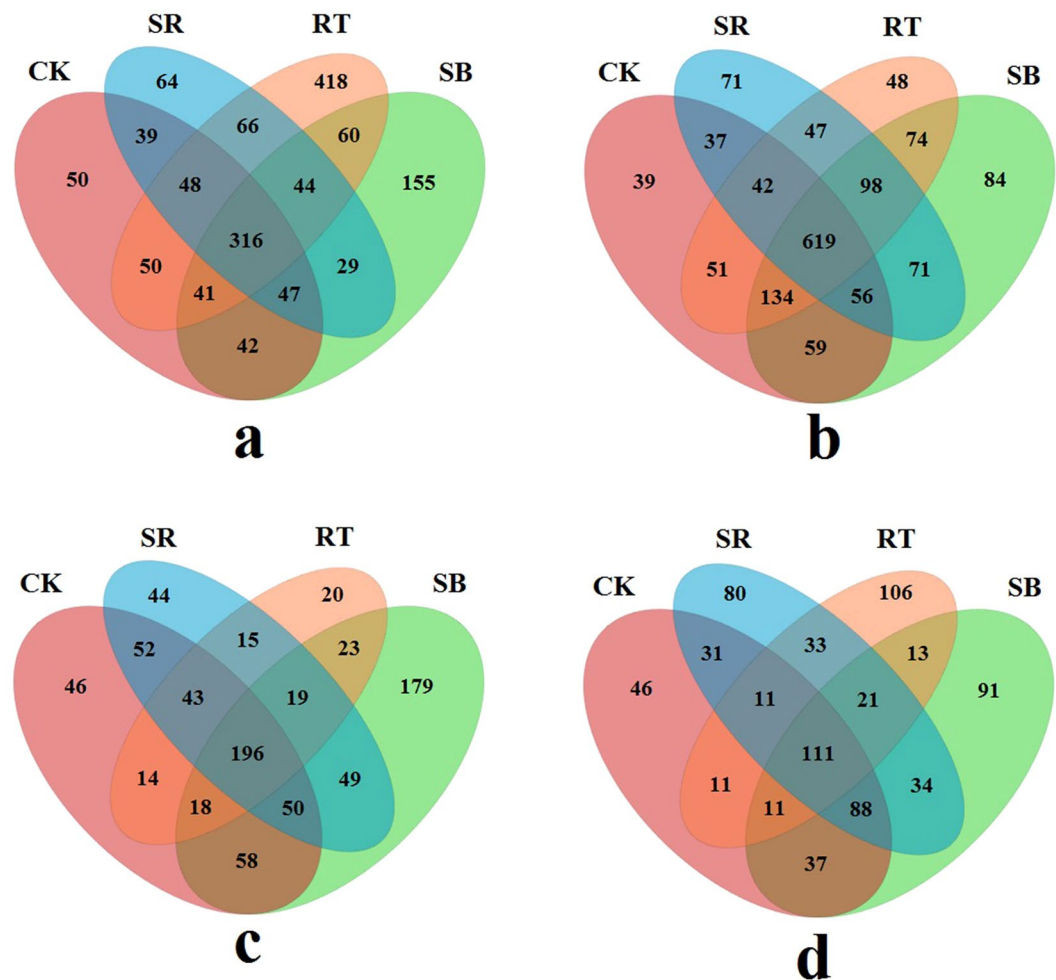 SR RT
CK SB
64 418
39 66 60
50 48 44 155
316
50 29
41 47
42
a
SR RT
CK SB
71 48
37 47 74
39 42 98 84
619
51 71
134 56
59
b
SR RT
CK SB
44 20
52 15 23
46 43 19 179
196
14 49
18 50
58
c
SR RT
CK SB
80 106
31 33 13
46 11 21 91
111
11 34
11 88
37
d